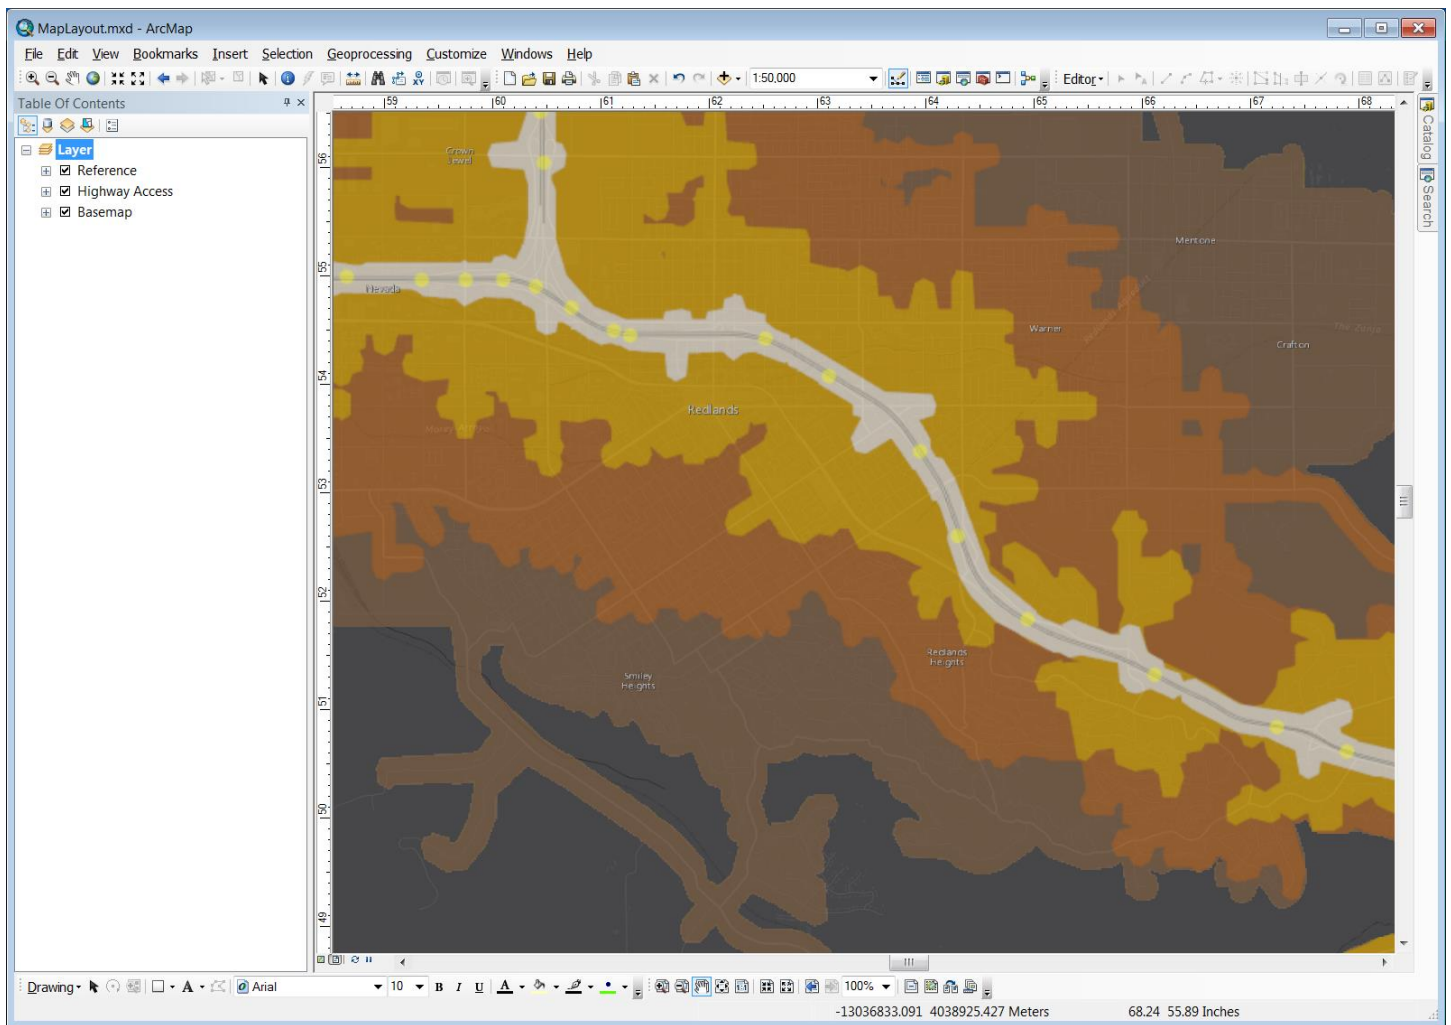 MapLayout.mxd - ArcMap
File Edit View Bookmarks Insert Selection Geoprocessing Customize Windows Help
1:50,000 Editor
Table Of Contents
Layer
Reference
Highway Access
Basemap
59 60 61 62 63 64 65 66 67 68
56
55
54
53
52
51
50
49
Crown
Jewel
Mentone
Nevada
Warner
Crafton
Redlands
Redlands
Heights
Smiley
Heights
Catalog
Search
Drawing A Arial 10 B I U A 100%
-13036833.091 4038925.427 Meters 68.24 55.89 Inches